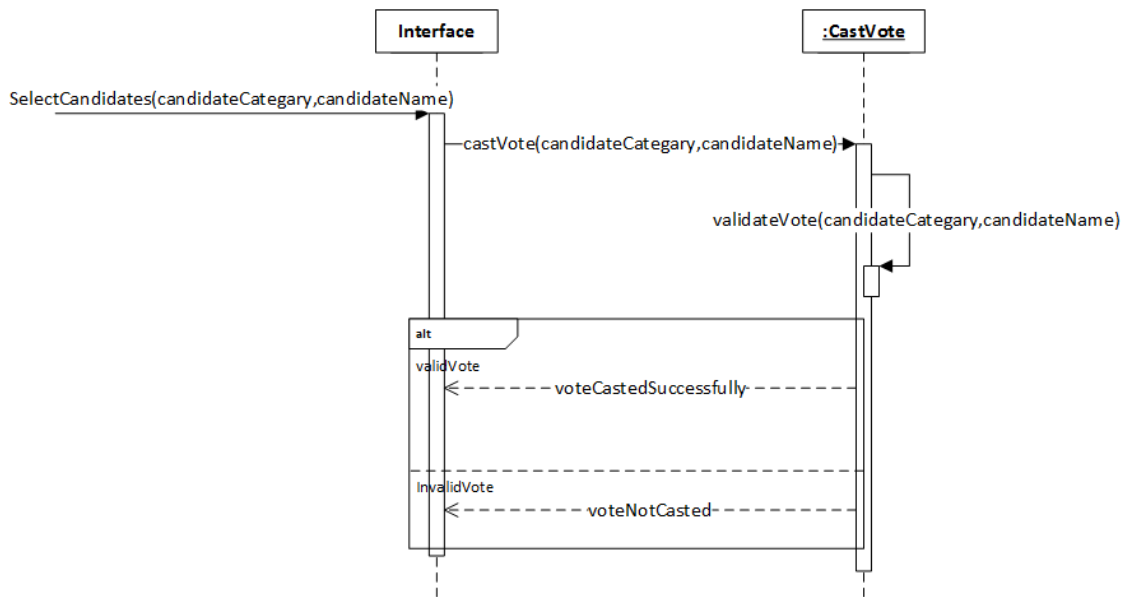 Interface
:CastVote
SelectCandidates(candidateCategary,candidateName)
castVote(candidateCategary,candidateName)
validateVote(candidateCategary,candidateName)
alt
validVote
voteCastedSuccessfully
InvalidVote
voteNotCasted